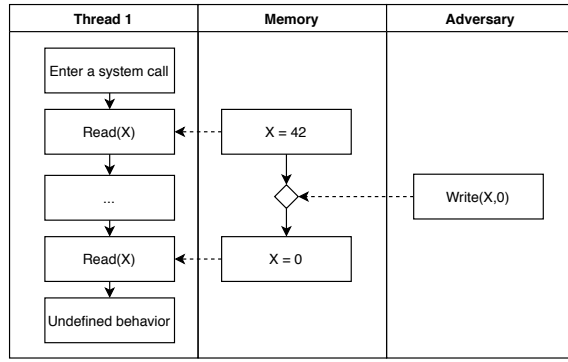 Thread 1
Memory
Adversary
Enter a system call
Read(X)
X = 42
...
Write(X,0)
Read(X)
X = 0
Undefined behavior